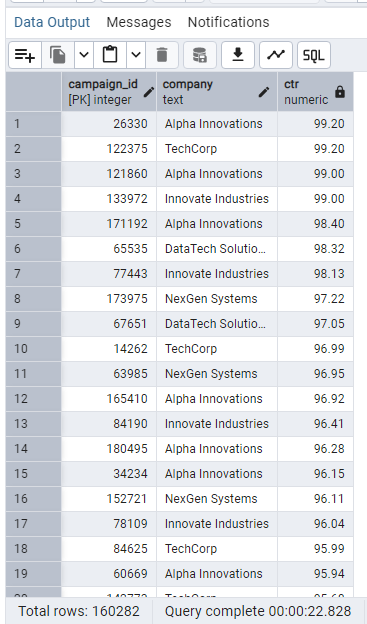 Data Output Messages Notifications
SQL
campaign_id company ctr
[PK] integer text numeric
1 26330 Alpha Innovations 99.20
2 122375 TechCorp 99.20
3 121860 Alpha Innovations 99.00
4 133972 Innovate Industries 99.00
5 171192 Alpha Innovations 98.40
6 65535 DataTech Solutio... 98.32
7 77443 Innovate Industries 98.13
8 173975 NexGen Systems 97.22
9 67651 DataTech Solutio... 97.05
10 14262 TechCorp 96.99
11 63985 NexGen Systems 96.95
12 165410 Alpha Innovations 96.92
13 84190 Innovate Industries 96.41
14 180495 Alpha Innovations 96.28
15 34234 Alpha Innovations 96.15
16 152721 NexGen Systems 96.11
17 78109 Innovate Industries 96.04
18 84625 TechCorp 95.99
19 60669 Alpha Innovations 95.94
Total rows: 160282 Query complete 00:00:22.828